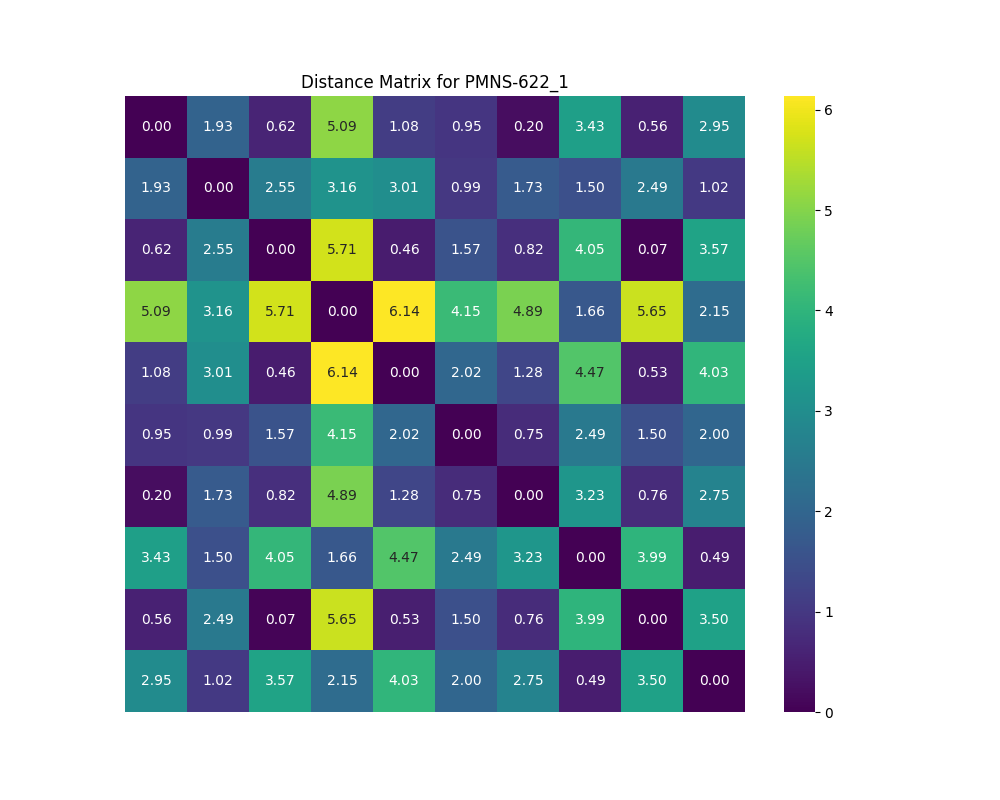 Distance Matrix for PMNS-622_1
0.00 1.93 0.62 5.09 1.08 0.95 0.20 3.43 0.56 2.95
1.93 0.00 2.55 3.16 3.01 0.99 1.73 1.50 2.49 1.02
0.62 2.55 0.00 5.71 0.46 1.57 0.82 4.05 0.07 3.57
5.09 3.16 5.71 0.00 6.14 4.15 4.89 1.66 5.65 2.15
1.08 3.01 0.46 6.14 0.00 2.02 1.28 4.47 0.53 4.03
0.95 0.99 1.57 4.15 2.02 0.00 0.75 2.49 1.50 2.00
0.20 1.73 0.82 4.89 1.28 0.75 0.00 3.23 0.76 2.75
3.43 1.50 4.05 1.66 4.47 2.49 3.23 0.00 3.99 0.49
0.56 2.49 0.07 5.65 0.53 1.50 0.76 3.99 0.00 3.50
2.95 1.02 3.57 2.15 4.03 2.00 2.75 0.49 3.50 0.00
6
5
4
3
2
1
0